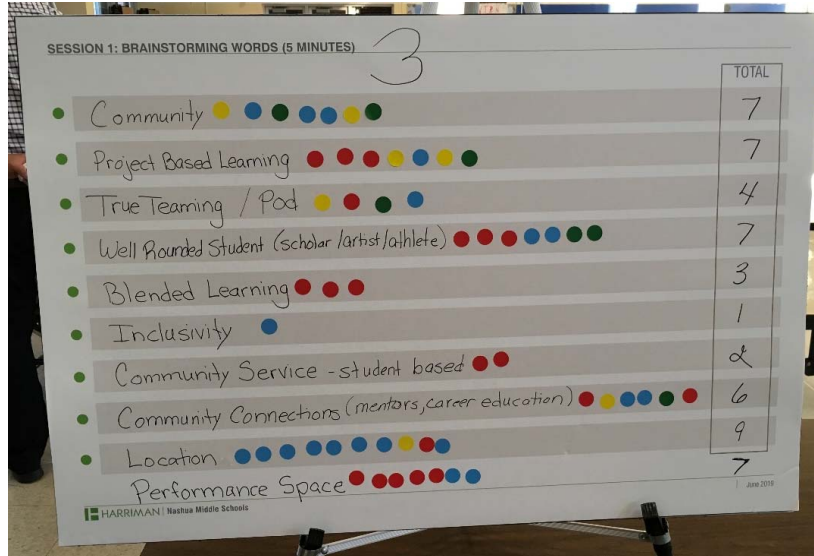 SESSION 1: BRAINSTORMING WORDS (5 MINUTES) 3
TOTAL
Community 7
Project Based Learning 7
True Teaming / Pod 4
Well Rounded Student (scholar/artist/athlete) 7
Blended Learning 3
Inclusivity 1
Community Service - student based 2
Community Connections (mentors, career education) 6
Location 9
Performance Space 7
HARRIMAN | Nashua Middle Schools
June 2018